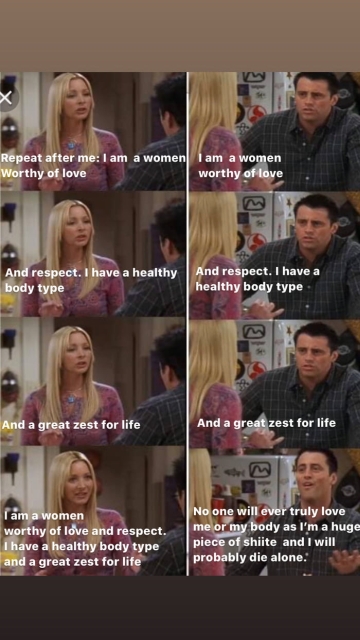 Repeat after me: I am a women
Worthy of love
I am a women
worthy of love
And respect. I have a healthy
body type
And respect. I have a
healthy body type
And a great zest for life
And a great zest for life
I am a women
worthy of love and respect.
I have a healthy body type
and a great zest for life
No one will ever truly love
me or my body as I'm a huge
piece of shiite and I will
probably die alone.